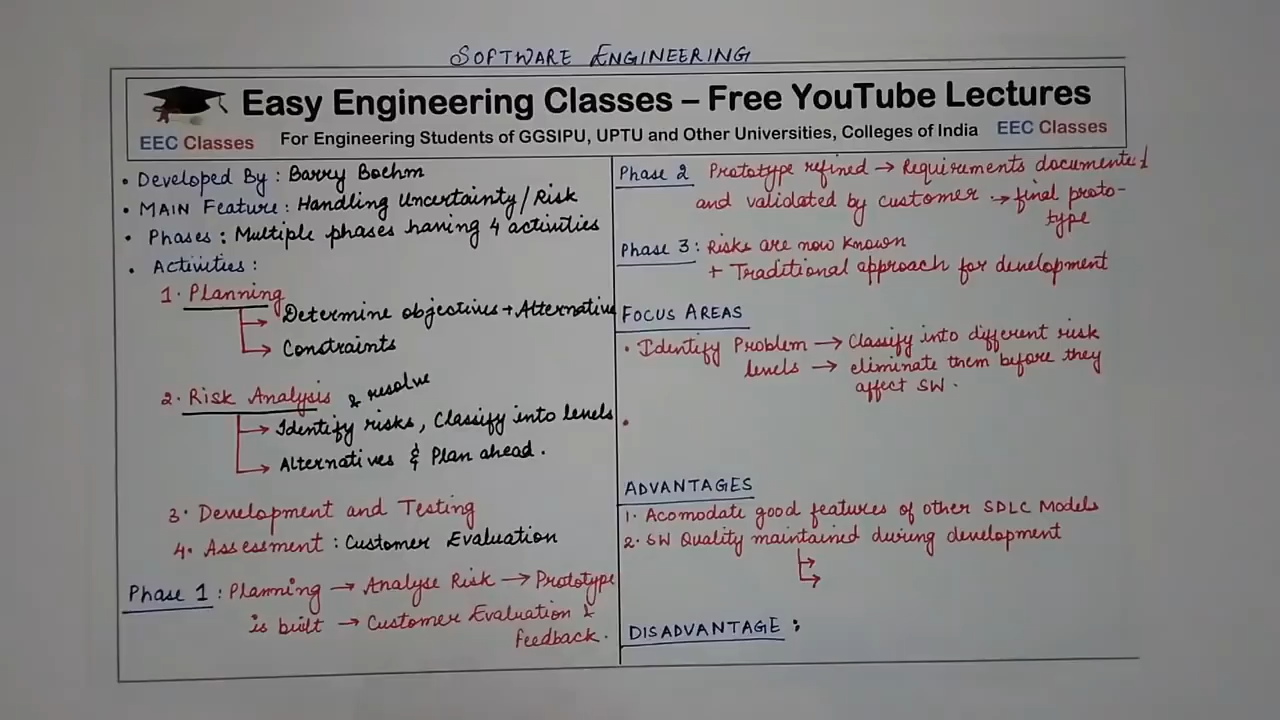 SOFTWARE ENGINEERING
Easy Engineering Classes – Free YouTube Lectures
EEC Classes
For Engineering Students of GGSIPU, UPTU and Other Universities, Colleges of India
EEC Classes
• Developed By : Barry Boehm
• MAIN Feature : Handling Uncertainty / Risk
• Phases : Multiple phases having 4 activities
• Activities :
1. Planning
→ Determine objectives + Alternative
→ Constraints
2. Risk Analysis & resolve
→ Identify risks, Classify into levels
→ Alternatives & Plan ahead.
3. Development and Testing
4. Assessment : Customer Evaluation
Phase 1 : Planning → Analyse Risk → Prototype
is built → Customer Evaluation &
Feedback.
Phase 2 Prototype refined → Requirements documented
and validated by customer → final proto-
type
Phase 3 : Risks are now known
+ Traditional approach for development
FOCUS AREAS
• Identify Problem → Classify into different risk
levels → eliminate them before they
affect SW.
•
ADVANTAGES
1. Acomodate good features of other SDLC Models
2. SW Quality maintained during development
→
→
DISADVANTAGE :